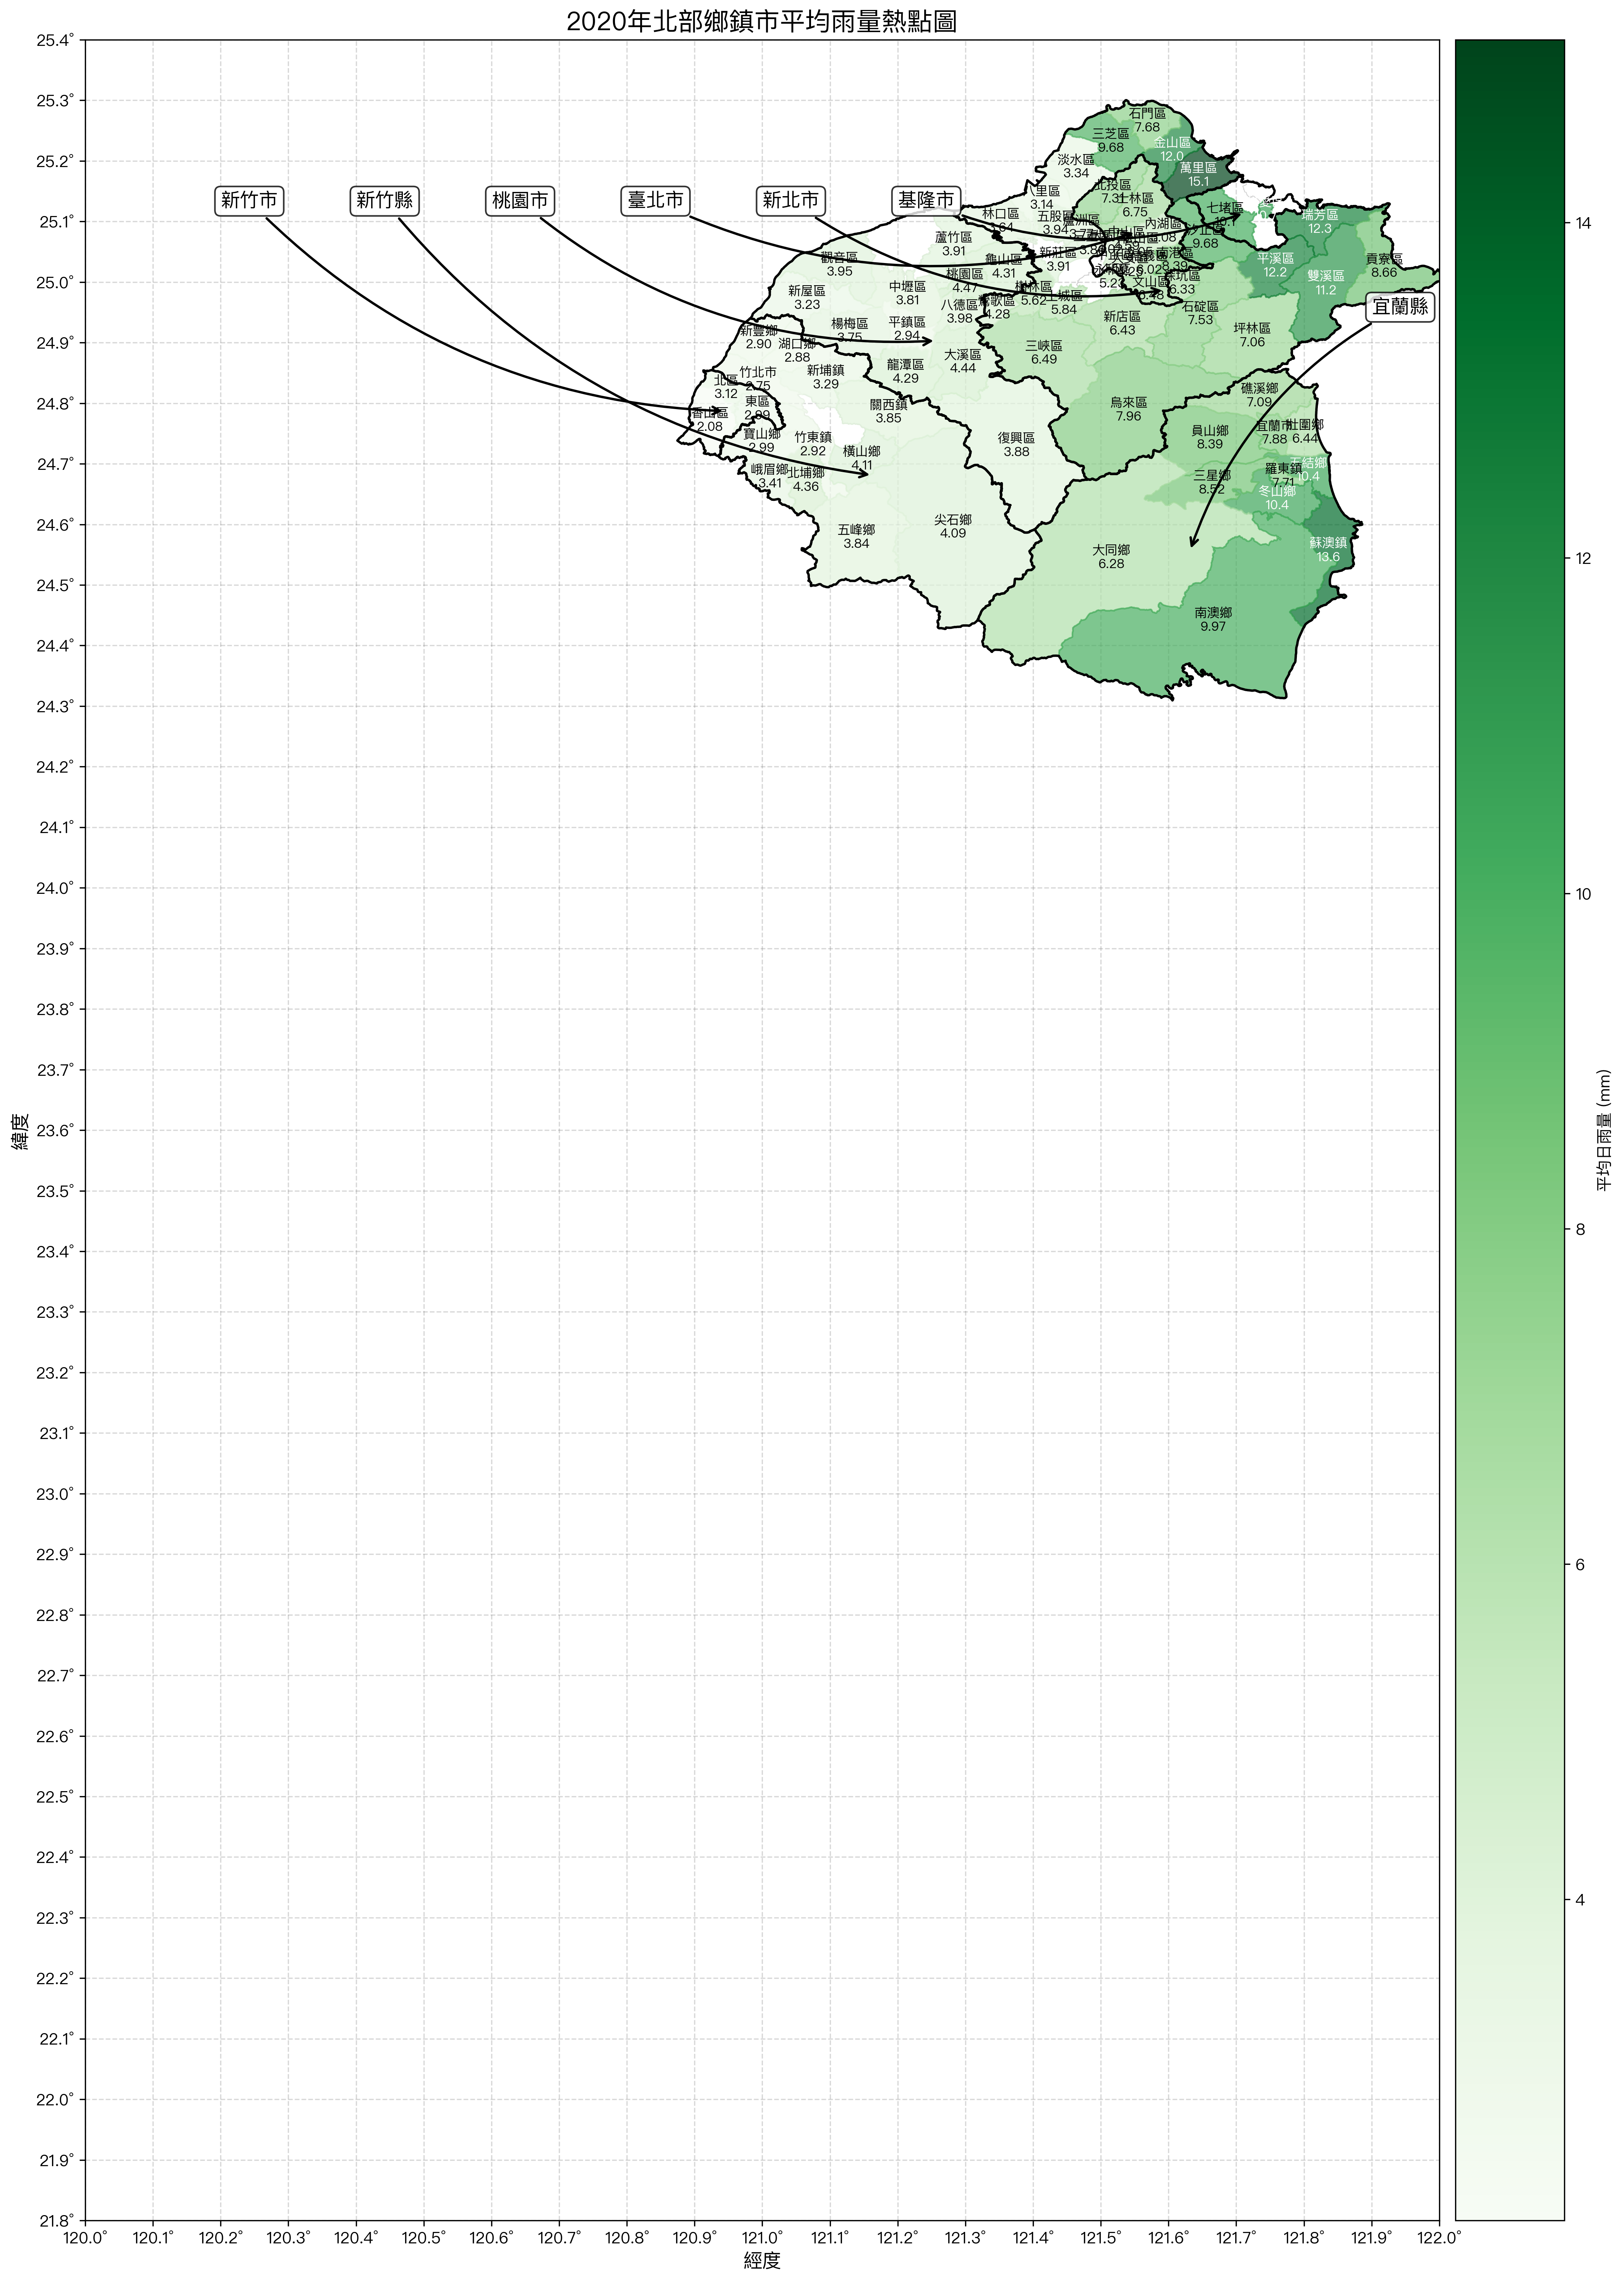 2020年北部鄉鎮市平均雨量熱點圖
25.4°
25.3°
25.2°
25.1°
25.0°
24.9°
24.8°
24.7°
24.6°
24.5°
24.4°
24.3°
24.2°
24.1°
24.0°
23.9°
23.8°
23.7°
23.6°
23.5°
23.4°
23.3°
23.2°
23.1°
23.0°
22.9°
22.8°
22.7°
22.6°
22.5°
22.4°
22.3°
22.2°
22.1°
22.0°
21.9°
21.8°
緯度
新竹市
新竹縣
桃園市
臺北市
新北市
基隆市
宜蘭縣
石門區
7.68
三芝區
9.68
金山區
12.0
淡水區
3.34
萬里區
15.1
北投區
7.31
士林區
6.75
八里區
3.14
林口區
五股區
3.94
蘆洲區
內湖區
七堵區
瑞芳區
12.3
汐止區
9.68
蘆竹區
3.91
觀音區
3.95
龜山區
4.31
新莊區
3.91
中山區
南港區
8.39
平溪區
12.2
貢寮區
8.66
雙溪區
11.2
桃園區
4.47
中壢區
3.81
新屋區
3.23
樹林區
5.62
土城區
5.84
5.23
文山區
深坑區
6.33
八德區
3.98
鶯歌區
4.28
石碇區
7.53
新店區
6.43
坪林區
7.06
新豐鄉
2.90
楊梅區
3.75
平鎮區
2.94
湖口鄉
2.88
三峽區
6.49
大溪區
4.44
龍潭區
4.29
新埔鎮
3.29
竹北市
2.75
北區
3.12
東區
2.99
香山區
2.08
關西鎮
3.85
烏來區
7.96
礁溪鄉
7.09
員山鄉
8.39
宜蘭市
7.88
壯圍鄉
6.44
復興區
3.88
寶山鄉
2.99
竹東鎮
2.92
橫山鄉
4.11
峨眉鄉
3.41
北埔鄉
4.36
三星鄉
8.52
羅東鎮
7.71
五結鄉
10.4
冬山鄉
10.4
五峰鄉
3.84
尖石鄉
4.09
大同鄉
6.28
蘇澳鎮
13.6
南澳鄉
9.97
120.0°
120.1°
120.2°
120.3°
120.4°
120.5°
120.6°
120.7°
120.8°
120.9°
121.0°
121.1°
121.2°
121.3°
121.4°
121.5°
121.6°
121.7°
121.8°
121.9°
122.0°
經度
14
12
10
8
6
4
平均日雨量 (mm)